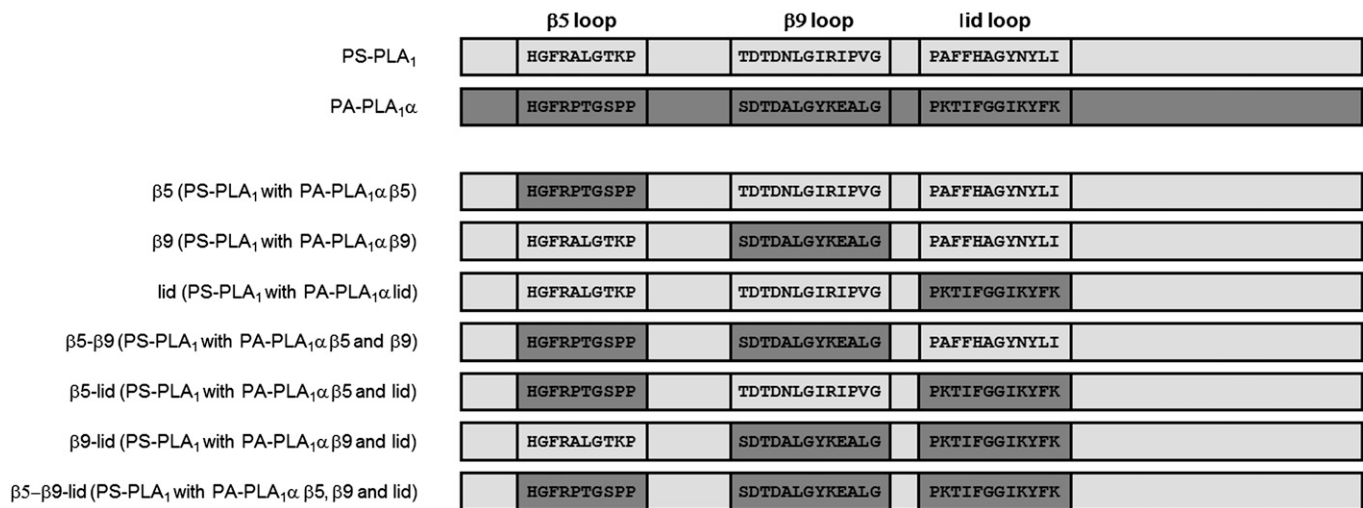 β5 loop β9 loop lid loop
PS-PLA₁ HGFRALGTKP TDTDNLGIRIPVG PAFFHAGYNYLI
PA-PLA₁α HGFRPTGSPP SDTDALGYKEALG PKTIFGGIKYFK
β5 (PS-PLA₁ with PA-PLA₁α β5) HGFRPTGSPP TDTDNLGIRIPVG PAFFHAGYNYLI
β9 (PS-PLA₁ with PA-PLA₁α β9) HGFRALGTKP SDTDALGYKEALG PAFFHAGYNYLI
lid (PS-PLA₁ with PA-PLA₁α lid) HGFRALGTKP TDTDNLGIRIPVG PKTIFGGIKYFK
β5-β9 (PS-PLA₁ with PA-PLA₁α β5 and β9) HGFRPTGSPP SDTDALGYKEALG PAFFHAGYNYLI
β5-lid (PS-PLA₁ with PA-PLA₁α β5 and lid) HGFRPTGSPP TDTDNLGIRIPVG PKTIFGGIKYFK
β9-lid (PS-PLA₁ with PA-PLA₁α β9 and lid) HGFRALGTKP SDTDALGYKEALG PKTIFGGIKYFK
β5–β9-lid (PS-PLA₁ with PA-PLA₁α β5, β9 and lid) HGFRPTGSPP SDTDALGYKEALG PKTIFGGIKYFK